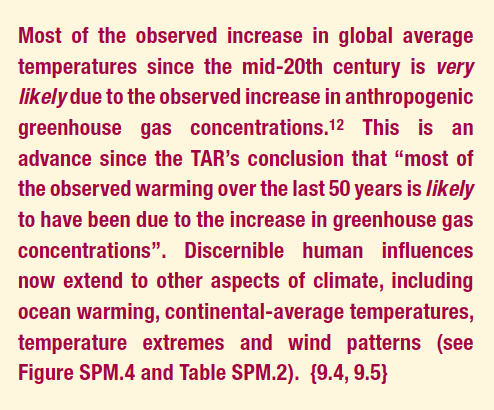 Most of the observed increase in global average
temperatures since the mid-20th century is very
likely due to the observed increase in anthropogenic
greenhouse gas concentrations.12 This is an
advance since the TAR’s conclusion that “most of
the observed warming over the last 50 years is likely
to have been due to the increase in greenhouse gas
concentrations”. Discernible human influences
now extend to other aspects of climate, including
ocean warming, continental-average temperatures,
temperature extremes and wind patterns (see
Figure SPM.4 and Table SPM.2). {9.4, 9.5}